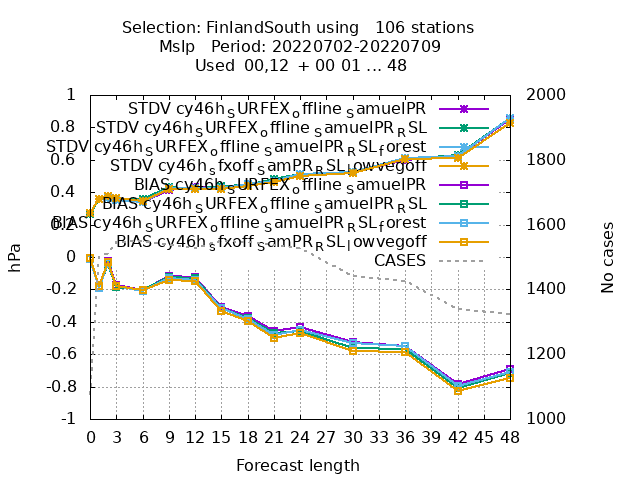 Selection: FinlandSouth using 106 stations
Mslp Period: 20220702-20220709
Used 00,12 + 00 01 ... 48
1
0.8
0.6
0.4
0.2
0
-0.2
-0.4
-0.6
-0.8
-1
hPa
STDV cy46h_SURFEX_offline_samuelPR
STDV cy46h_SURFEX_offline_samuelPR_RSL
STDV cy46h_SURFEX_offline_samuelPR_RSL_forest
STDV cy46h_sfxoff_samPR_RSL_lowvegoff
BIAS cy46h_SURFEX_offline_samuelPR
BIAS cy46h_SURFEX_offline_samuelPR_RSL
BIAS cy46h_SURFEX_offline_samuelPR_RSL_forest
BIAS cy46h_sfxoff_samPR_RSL_lowvegoff
CASES
2000
1800
1600
1400
1200
1000
No cases
0 3 6 9 12 15 18 21 24 27 30 33 36 39 42 45 48
Forecast length